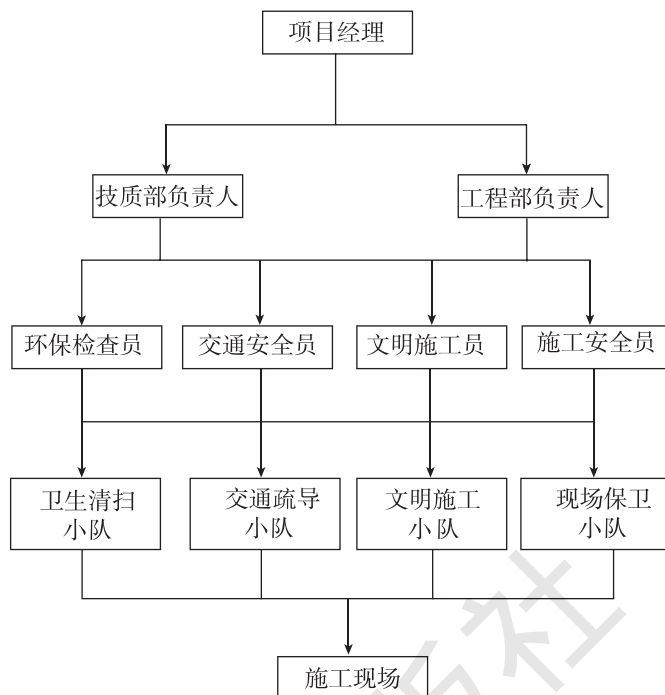 项目经理
技质部负责人
工程部负责人
环保检查员
交通安全员
文明施工员
施工安全员
卫生清扫
小队
交通疏导
小队
文明施工
小队
现场保卫
小队
施工现场
版社